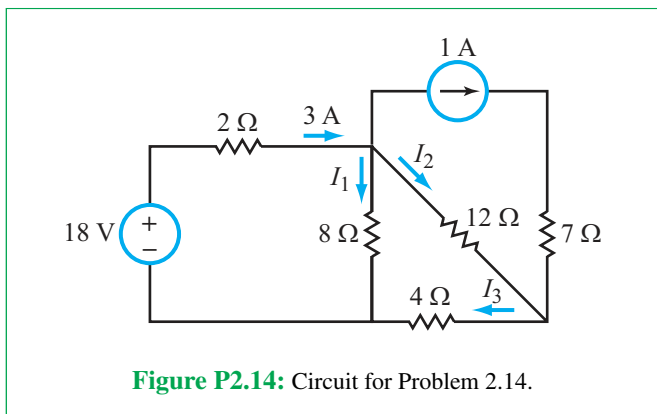 1 A
2 Ω
3 A
I1
I2
18 V
+
−
8 Ω
12 Ω
7 Ω
4 Ω
I3
Figure P2.14: Circuit for Problem 2.14.